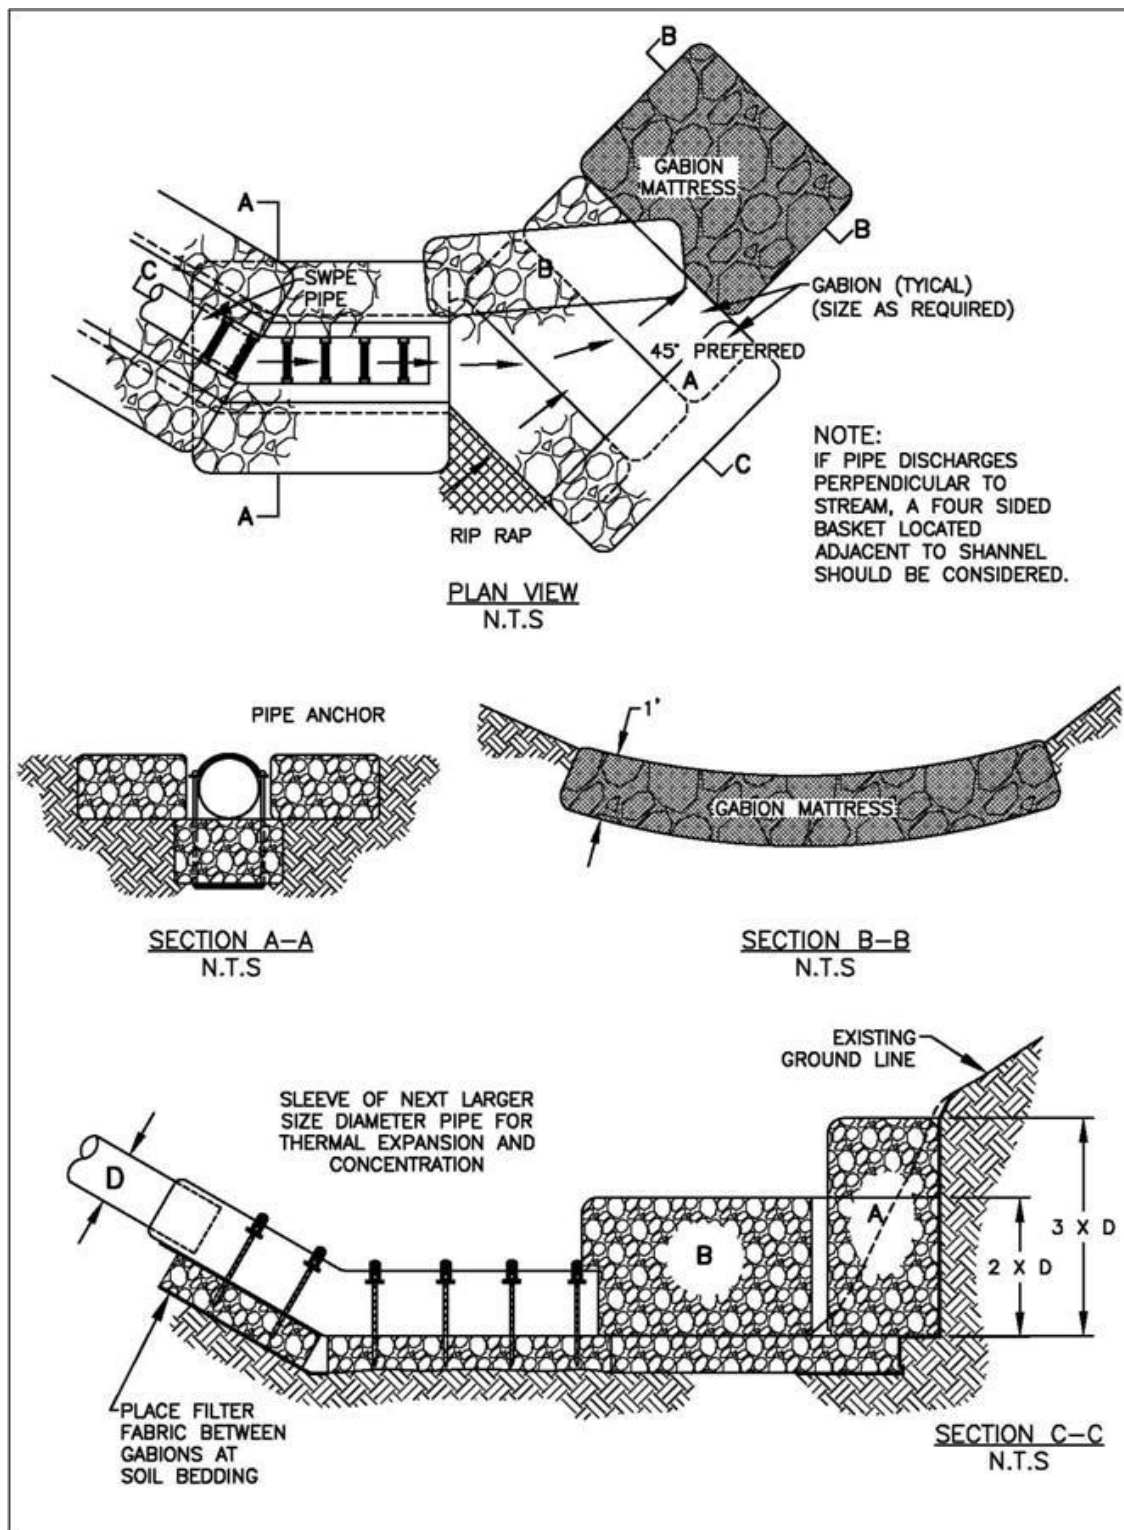 B
GABION
MATTRESS
A
B
B
C
SWPE
PIPE
GABION (TYICAL)
(SIZE AS REQUIRED)
45° PREFERRED
A
C
A
RIP RAP
NOTE:
IF PIPE DISCHARGES
PERPENDICULAR TO
STREAM, A FOUR SIDED
BASKET LOCATED
ADJACENT TO SHANNEL
SHOULD BE CONSIDERED.
PLAN VIEW
N.T.S
PIPE ANCHOR
1'
GABION MATTRESS
SECTION A-A
N.T.S
SECTION B-B
N.T.S
EXISTING
GROUND LINE
SLEEVE OF NEXT LARGER
SIZE DIAMETER PIPE FOR
THERMAL EXPANSION AND
CONCENTRATION
D
A
B
3 X D
2 X D
PLACE FILTER
FABRIC BETWEEN
GABIONS AT
SOIL BEDDING
SECTION C-C
N.T.S